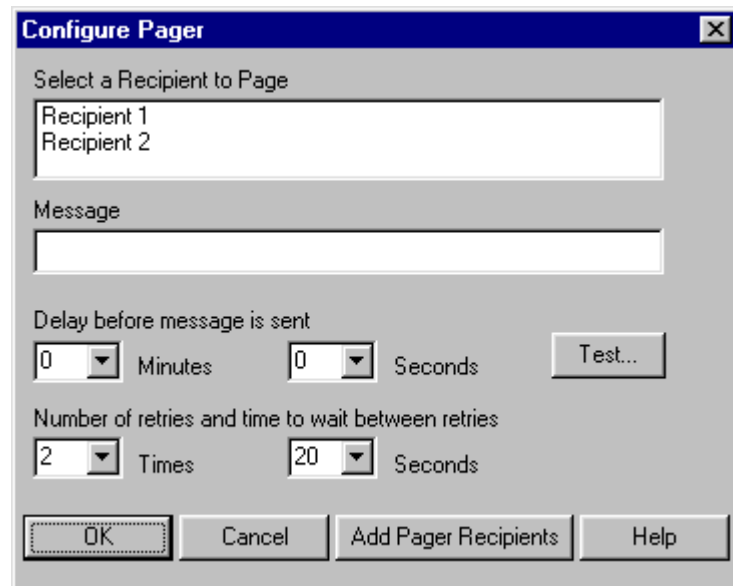 Configure Pager
Select a Recipient to Page
Recipient 1
Recipient 2
Message
Delay before message is sent
0 Minutes 0 Seconds Test...
Number of retries and time to wait between retries
2 Times 20 Seconds
OK Cancel Add Pager Recipients Help